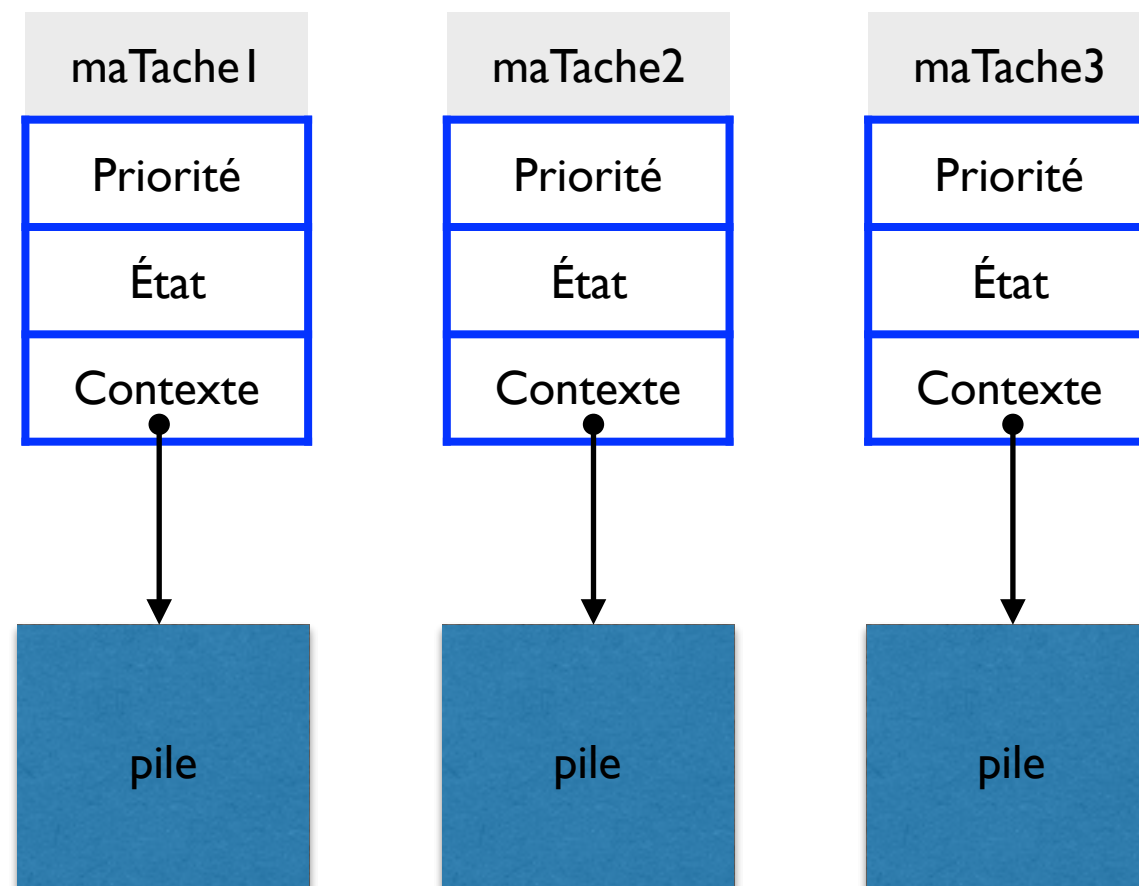 maTache1
maTache2
maTache3
Priorité
Priorité
Priorité
État
État
État
Contexte
Contexte
Contexte
pile
pile
pile